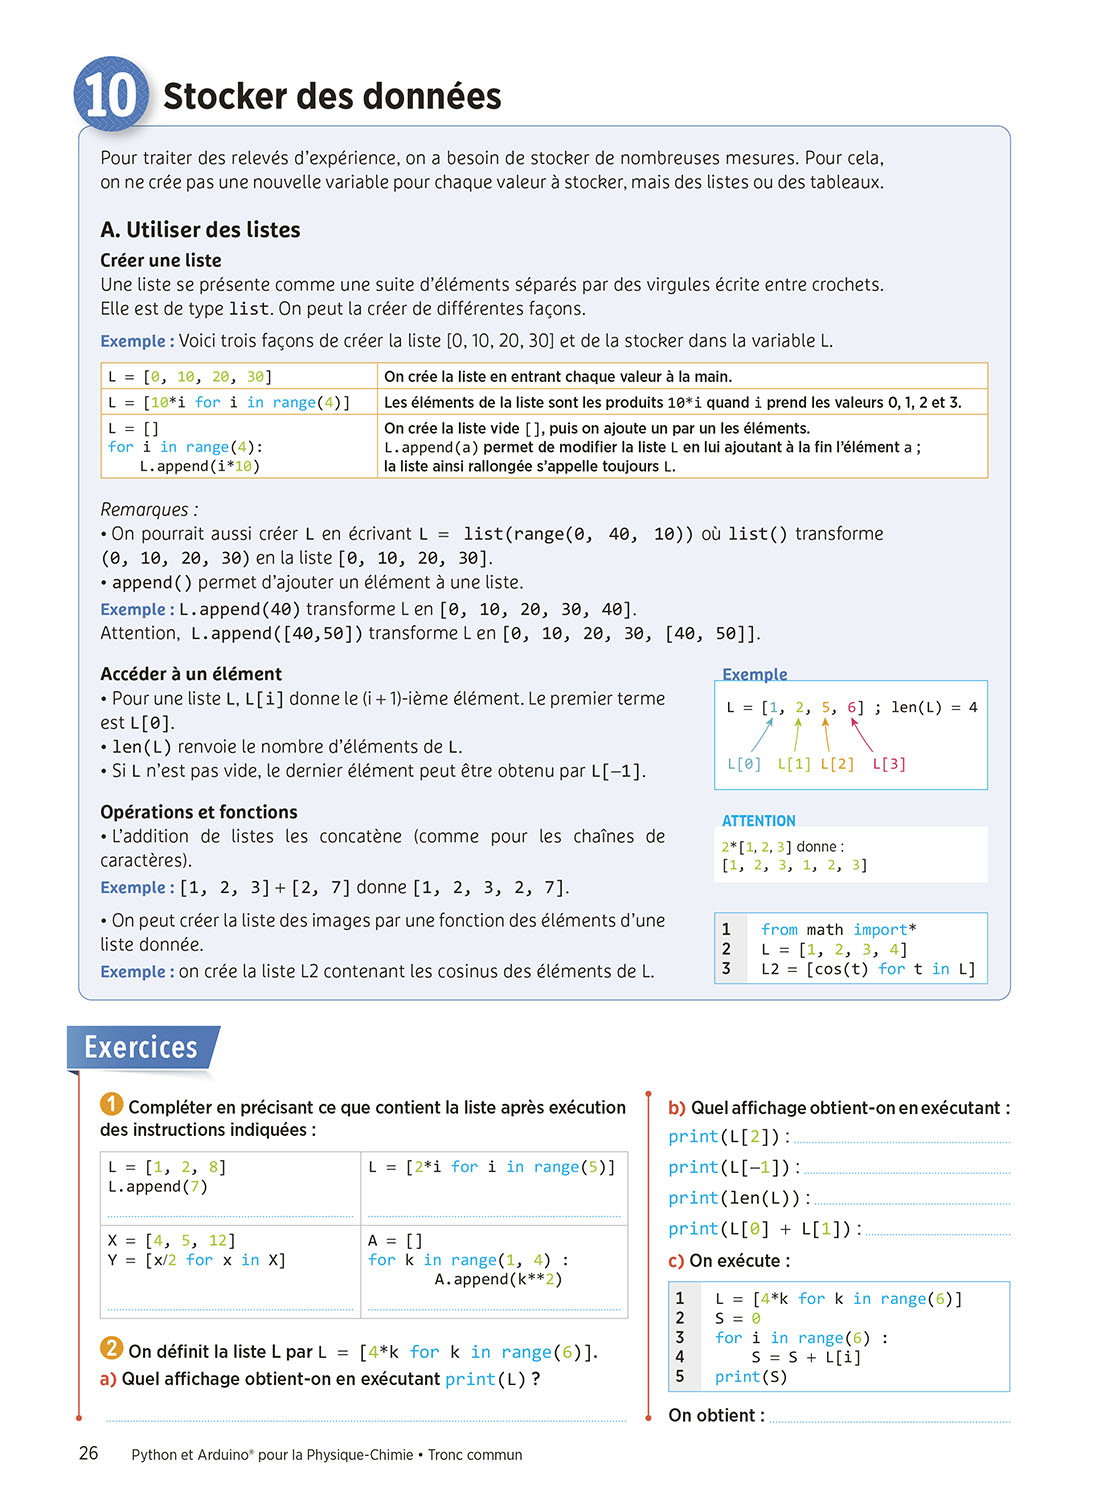 10 Stocker des données
Pour traiter des relevés d'expérience, on a besoin de stocker de nombreuses mesures. Pour cela,
on ne crée pas une nouvelle variable pour chaque valeur à stocker, mais des listes ou des tableaux.
A. Utiliser des listes
Créer une liste
Une liste se présente comme une suite d'éléments séparés par des virgules écrite entre crochets.
Elle est de type list. On peut la créer de différentes façons.
Exemple : Voici trois façons de créer la liste [0, 10, 20, 30] et de la stocker dans la variable L.
L = [0, 10, 20, 30]
On crée la liste en entrant chaque valeur à la main.
L = [10*i for i in range(4)]
Les éléments de la liste sont les produits 10*i quand i prend les valeurs 0, 1, 2 et 3.
L = []
for i in range(4):
    L.append(i*10)
On crée la liste vide [], puis on ajoute un par un les éléments.
L.append(a) permet de modifier la liste L en lui ajoutant à la fin l'élément a ;
la liste ainsi rallongée s'appelle toujours L.
Remarques :
• On pourrait aussi créer L en écrivant L = list(range(0, 40, 10)) où list() transforme
(0, 10, 20, 30) en la liste [0, 10, 20, 30].
• append() permet d'ajouter un élément à une liste.
Exemple : L.append(40) transforme L en [0, 10, 20, 30, 40].
Attention, L.append([40,50]) transforme L en [0, 10, 20, 30, [40, 50]].
Accéder à un élément
• Pour une liste L, L[i] donne le (i + 1)-ième élément. Le premier terme
est L[0].
• len(L) renvoie le nombre d'éléments de L.
• Si L n'est pas vide, le dernier élément peut être obtenu par L[–1].
Exemple
L = [1, 2, 5, 6] ; len(L) = 4
L[0] L[1] L[2] L[3]
Opérations et fonctions
• L'addition de listes les concatène (comme pour les chaînes de
caractères).
Exemple : [1, 2, 3] + [2, 7] donne [1, 2, 3, 2, 7].
• On peut créer la liste des images par une fonction des éléments d'une
liste donnée.
Exemple : on crée la liste L2 contenant les cosinus des éléments de L.
ATTENTION
2*[1, 2, 3] donne :
[1, 2, 3, 1, 2, 3]
1 from math import*
2 L = [1, 2, 3, 4]
3 L2 = [cos(t) for t in L]
Exercices
1 Compléter en précisant ce que contient la liste après exécution
des instructions indiquées :
L = [1, 2, 8]
L.append(7)
L = [2*i for i in range(5)]
X = [4, 5, 12]
Y = [x/2 for x in X]
A = []
for k in range(1, 4) :
    A.append(k**2)
2 On définit la liste L par L = [4*k for k in range(6)].
a) Quel affichage obtient-on en exécutant print(L) ?
b) Quel affichage obtient-on en exécutant :
print(L[2]) :
print(L[–1]) :
print(len(L)) :
print(L[0] + L[1]) :
c) On exécute :
1 L = [4*k for k in range(6)]
2 S = 0
3 for i in range(6) :
4     S = S + L[i]
5 print(S)
On obtient :
26 Python et Arduino® pour la Physique-Chimie • Tronc commun